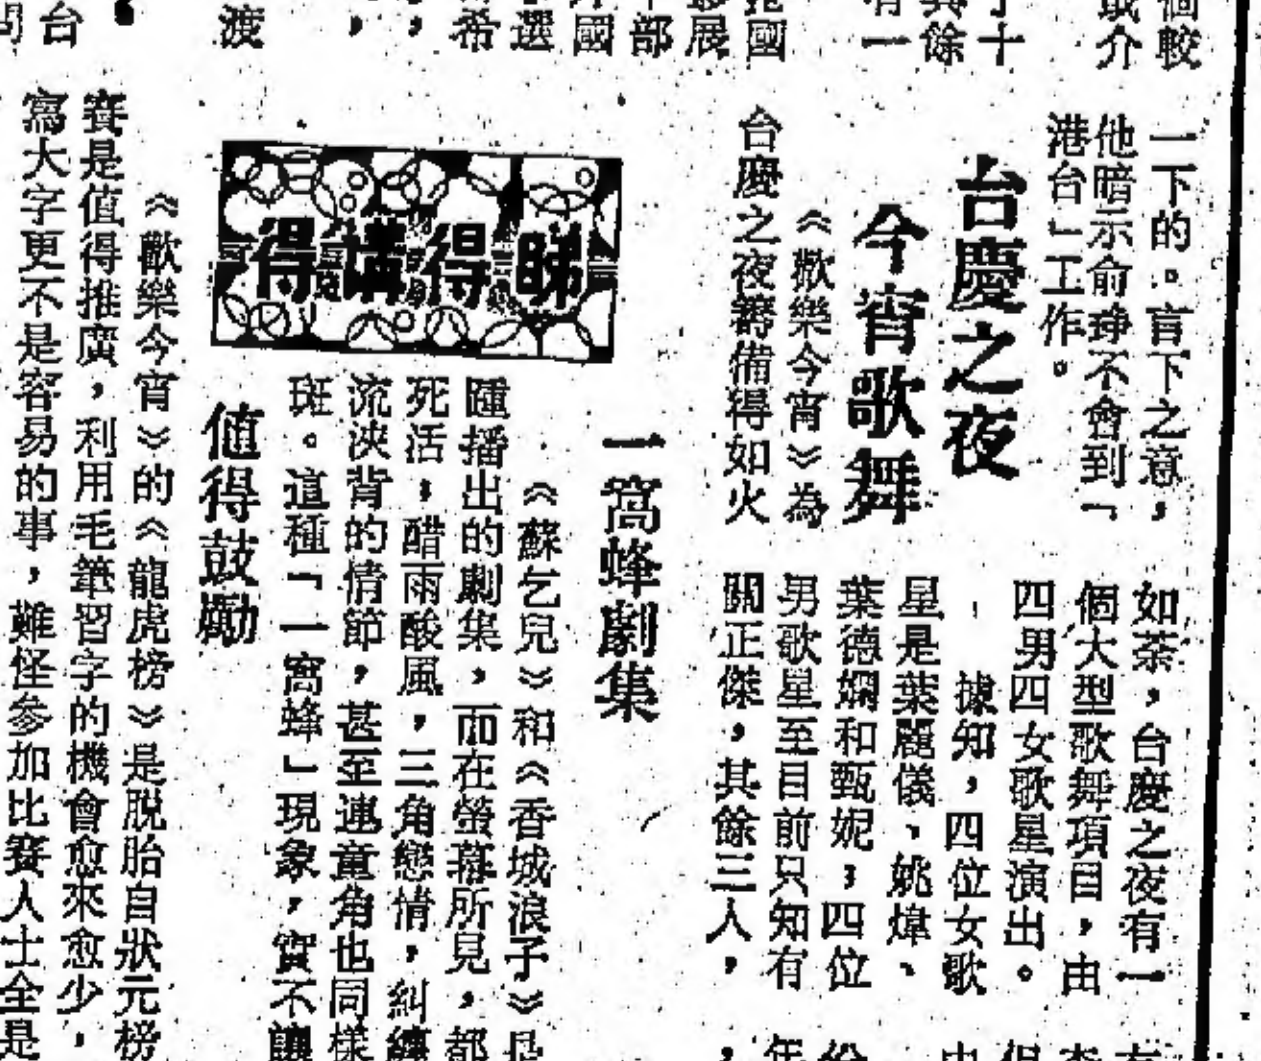 一下的。言下之意，
他暗示俞琤不會到「
港台」工作。
台慶之夜
今宵歌舞
《歡樂今宵》為
台慶之夜籌備得如火
如荼，台慶之夜有一
個大型歌舞項目，由
四男四女歌星演出。
據知，四位女歌
星是葉麗儀、姚煒、
葉德嫻和甄妮；四位
男歌星至目前只知有
關正傑，其餘三人，
睇得講得
一窩蜂劇集
《蘇乞兒》和《香城浪子》是
踵播出的劇集，而在螢幕所見，都
死活；醋雨酸風，三角戀情，糾纏
流浹背的情節，甚至連童角也同樣
斑。這種「一窩蜂」現象，實不讓
值得鼓勵
《歡樂今宵》的《龍虎榜》是脱胎自狀元榜
賽是值得推廣，利用毛筆習字的機會愈來愈少，
寫大字更不是容易的事，難怪參加比賽人士全是